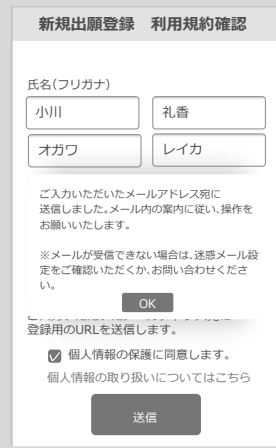 新規出願登録　利用規約確認
氏名(フリガナ)
小川　礼香
オガワ　レイカ
ご入力いただいたメールアドレス宛に
送信しました。メール内の案内に従い、操作を
お願いいたします。
※メールが受信できない場合は、迷惑メール設
定をご確認いただくか、お問い合わせくださ
い。
OK
登録用のURLを送信します。
個人情報の保護に同意します。
個人情報の取り扱いについてはこちら
送信